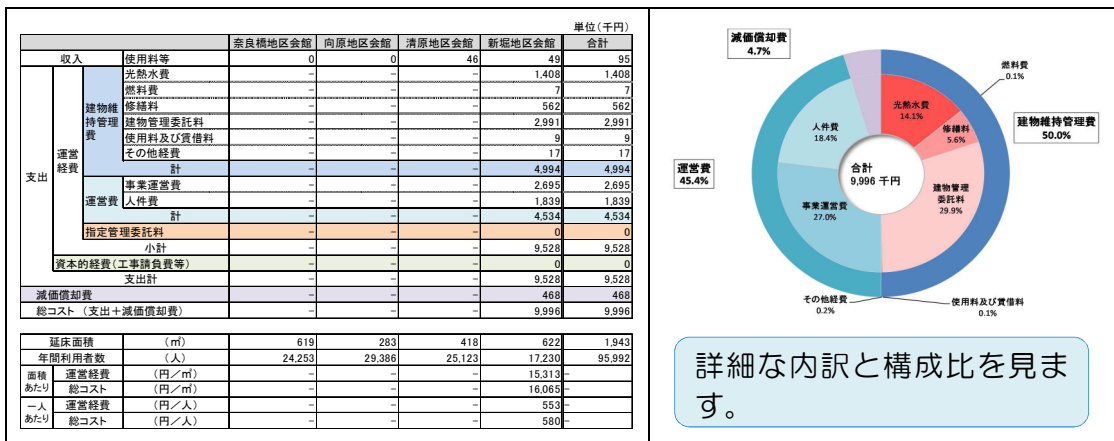 単位(千円)
奈良橋地区会館 向原地区会館 清原地区会館 新堀地区会館 合計
収入 使用料等 0 0 46 49 95
支出 運営経費 建物維持管理費 光熱水費 - - - 1,408 1,408
燃料費 - - - 7 7
修繕料 - - - 562 562
建物管理委託料 - - - 2,991 2,991
使用料及び賃借料 - - - 9 9
その他経費 - - - 17 17
計 - - - 4,994 4,994
運営費 事業運営費 - - - 2,695 2,695
人件費 - - - 1,839 1,839
計 - - - 4,534 4,534
指定管理委託料 - - - 0 0
小計 - - - 9,528 9,528
資本的経費(工事請負費等) - - - 0 0
支出計 - - - 9,528 9,528
減価償却費 - - - 468 468
総コスト (支出+減価償却費) - - - 9,996 9,996
延床面積 (㎡) 619 283 418 622 1,943
年間利用者数 (人) 24,253 29,386 25,123 17,230 95,992
面積あたり 運営経費 (円/㎡) - - - 15,313 -
総コスト (円/㎡) - - - 16,065 -
一人あたり 運営経費 (円/人) - - - 553 -
総コスト (円/人) - - - 580 -
減価償却費
4.7%
燃料費
0.1%
光熱水費
14.1%
修繕料
5.6%
建物維持管理費
50.0%
人件費
18.4%
合計
9,996 千円
運営費
45.4%
建物管理
委託料
29.9%
事業運営費
27.0%
その他経費
0.2%
使用料及び賃借料
0.1%
詳細な内訳と構成比を見ま
す。